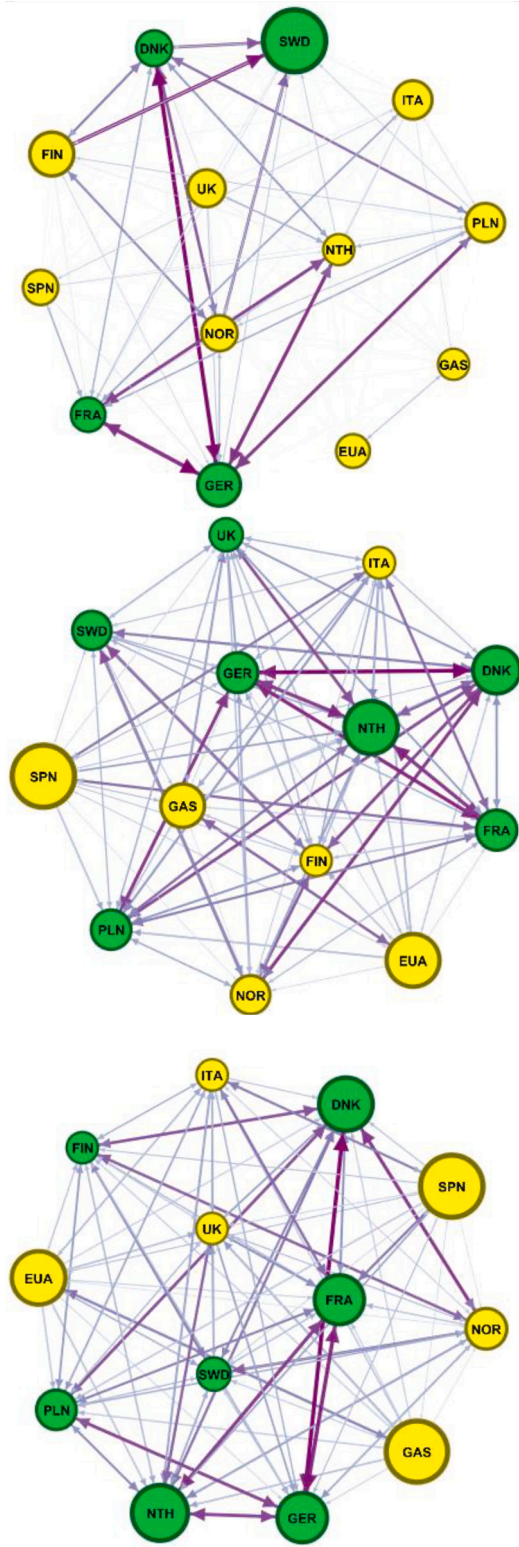 SWD
DNK
ITA
FIN
UK
PLN
NTH
SPN
NOR
GAS
FRA
EUA
GER
UK
ITA
SWD
GER
DNK
NTH
SPN
GAS
FRA
FIN
PLN
EUA
NOR
ITA
DNK
FIN
SPN
UK
EUA
FRA
NOR
SWD
PLN
GAS
NTH
GER